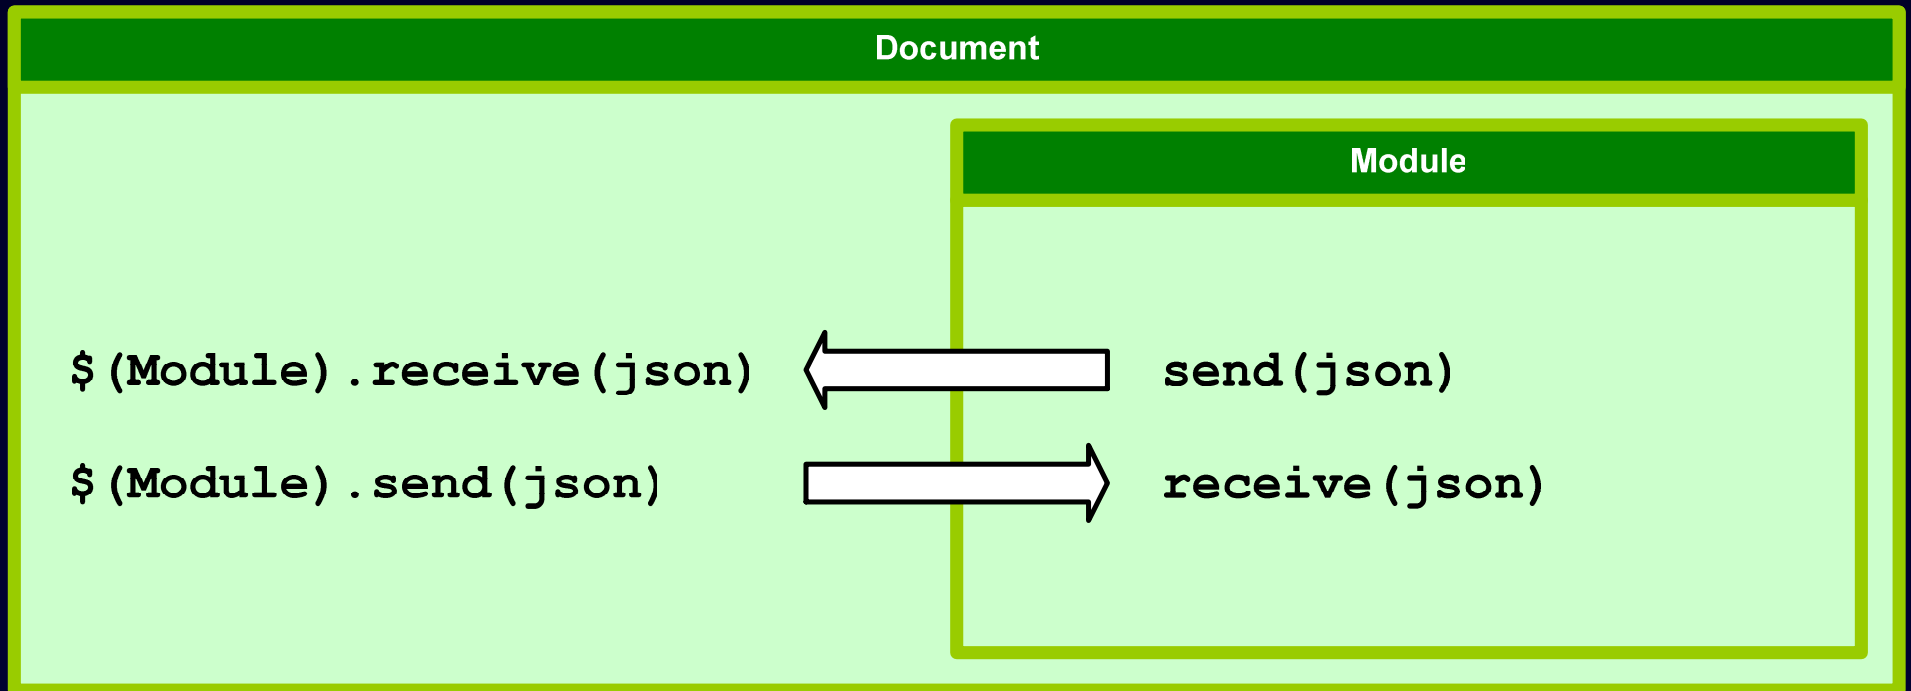 Document
Module
$(Module).receive(json)
send(json)
$(Module).send(json)
receive(json)